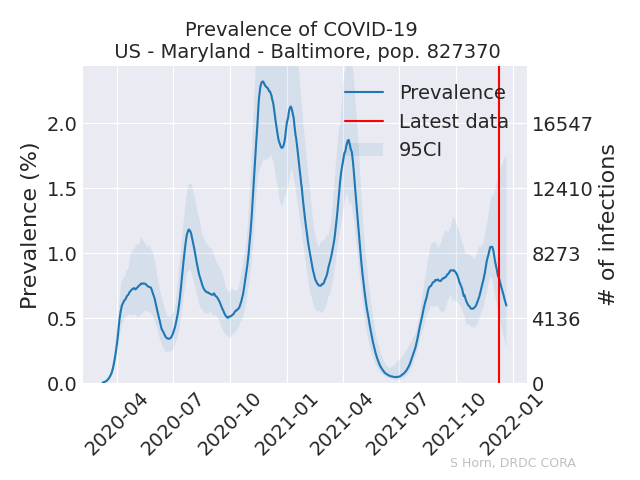 Prevalence of COVID-19
US - Maryland - Baltimore, pop. 827370
Prevalence (%)
2.0
1.5
1.0
0.5
0.0
Prevalence
Latest data
95CI
16547
12410
8273
4136
0
# of infections
2020-04
2020-07
2020-10
2021-01
2021-04
2021-07
2021-10
2022-01
S Horn, DRDC CORA